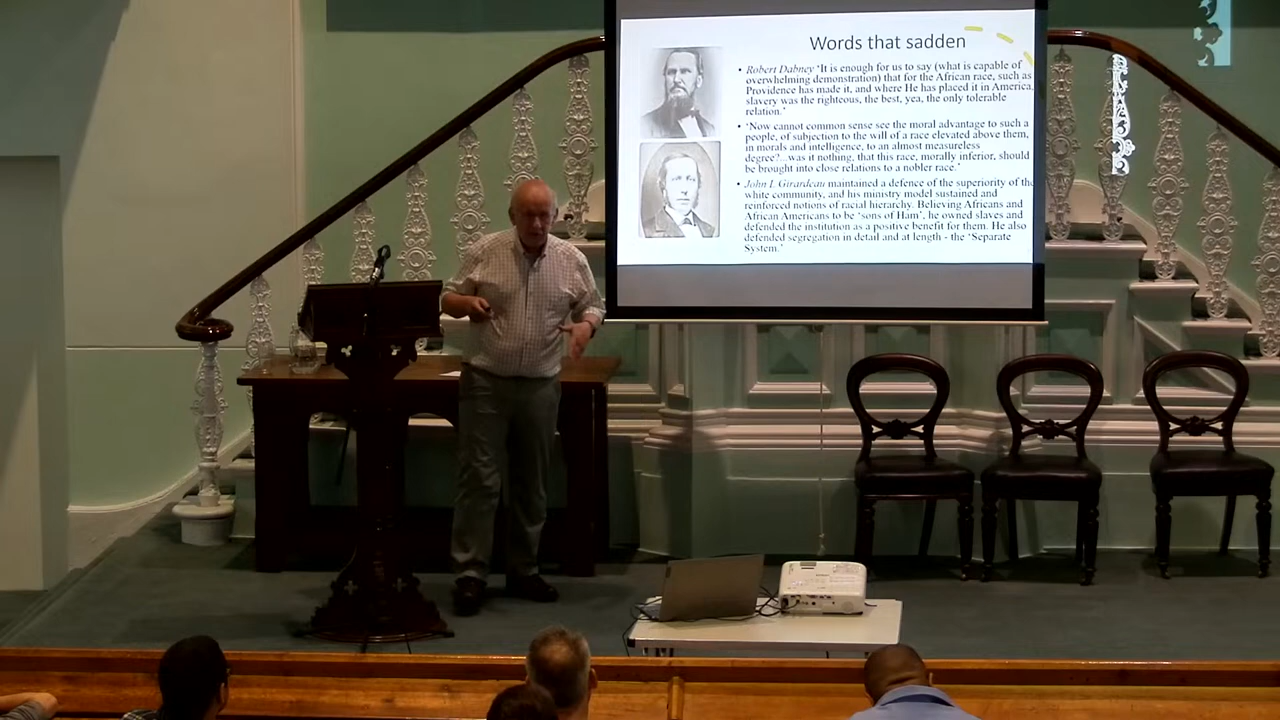 Words that sadden
• Robert Dabney ‘It is enough for us to say (what is capable of
overwhelming demonstration) that for the African race, such as
Providence has made it, and where He has placed it in America,
slavery was the righteous, the best, yea, the only tolerable
relation.’
• ‘Now cannot common sense see the moral advantage to such a
people, of subjection to the will of a race elevated above them,
in morals and intelligence, to an almost measureless
degree?...was it nothing, that this race, morally inferior, should
be brought into close relations to a nobler race.’
• John L Girardeau maintained a defence of the superiority of the
white community, and his ministry model sustained and
reinforced notions of racial hierarchy. Believing Africans and
African Americans to be ‘sons of Ham’, he owned slaves and
defended the institution as a positive benefit for them. He also
defended segregation in detail and at length - the ‘Separate
System.’